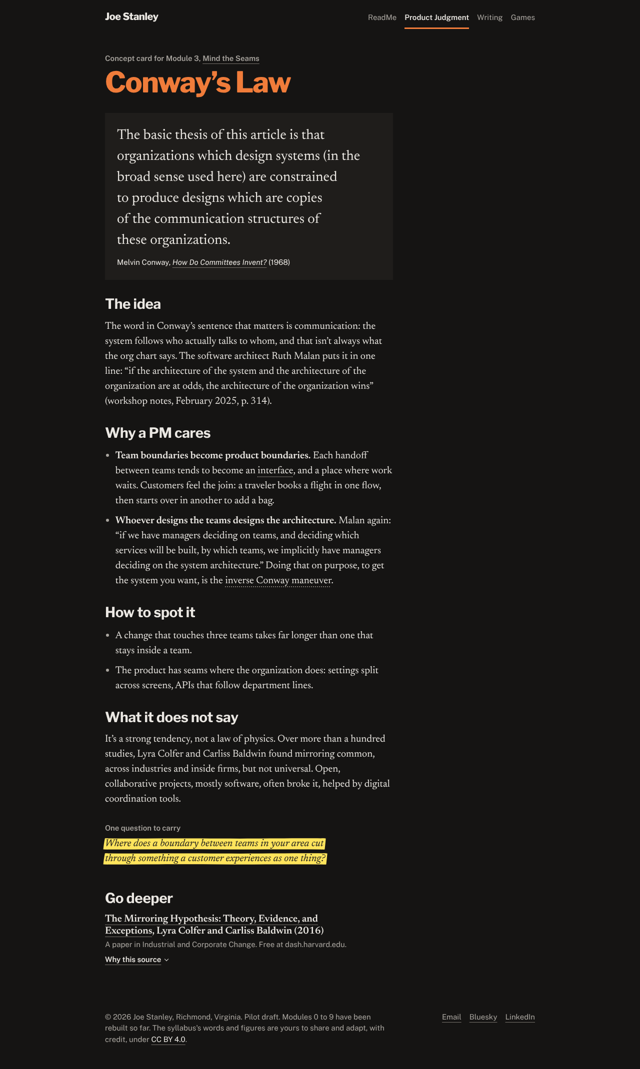 Joe Stanley
ReadMe Product Judgment Writing Games
Concept card for Module 3, Mind the Seams
Conway’s Law
The basic thesis of this article is that
organizations which design systems (in the
broad sense used here) are constrained
to produce designs which are copies
of the communication structures of
these organizations.
Melvin Conway, How Do Committees Invent? (1968)
The idea
The word in Conway’s sentence that matters is communication: the
system follows who actually talks to whom, and that isn’t always what
the org chart says. The software architect Ruth Malan puts it in one
line: “if the architecture of the system and the architecture of the
organization are at odds, the architecture of the organization wins”
(workshop notes, February 2025, p. 314).
Why a PM cares
• Team boundaries become product boundaries. Each handoff
between teams tends to become an interface, and a place where work
waits. Customers feel the join: a traveler books a flight in one flow,
then starts over in another to add a bag.
• Whoever designs the teams designs the architecture. Malan again:
“if we have managers deciding on teams, and deciding which
services will be built, by which teams, we implicitly have managers
deciding on the system architecture.” Doing that on purpose, to get
the system you want, is the inverse Conway maneuver.
How to spot it
• A change that touches three teams takes far longer than one that
stays inside a team.
• The product has seams where the organization does: settings split
across screens, APIs that follow department lines.
What it does not say
It’s a strong tendency, not a law of physics. Over more than a hundred
studies, Lyra Colfer and Carliss Baldwin found mirroring common,
across industries and inside firms, but not universal. Open,
collaborative projects, mostly software, often broke it, helped by digital
coordination tools.
One question to carry
Where does a boundary between teams in your area cut
through something a customer experiences as one thing?
Go deeper
The Mirroring Hypothesis: Theory, Evidence, and
Exceptions, Lyra Colfer and Carliss Baldwin (2016)
A paper in Industrial and Corporate Change. Free at dash.harvard.edu.
Why this source
© 2026 Joe Stanley, Richmond, Virginia. Pilot draft. Modules 0 to 9 have been
rebuilt so far. The syllabus’s words and figures are yours to share and adapt, with
credit, under CC BY 4.0.
Email Bluesky LinkedIn